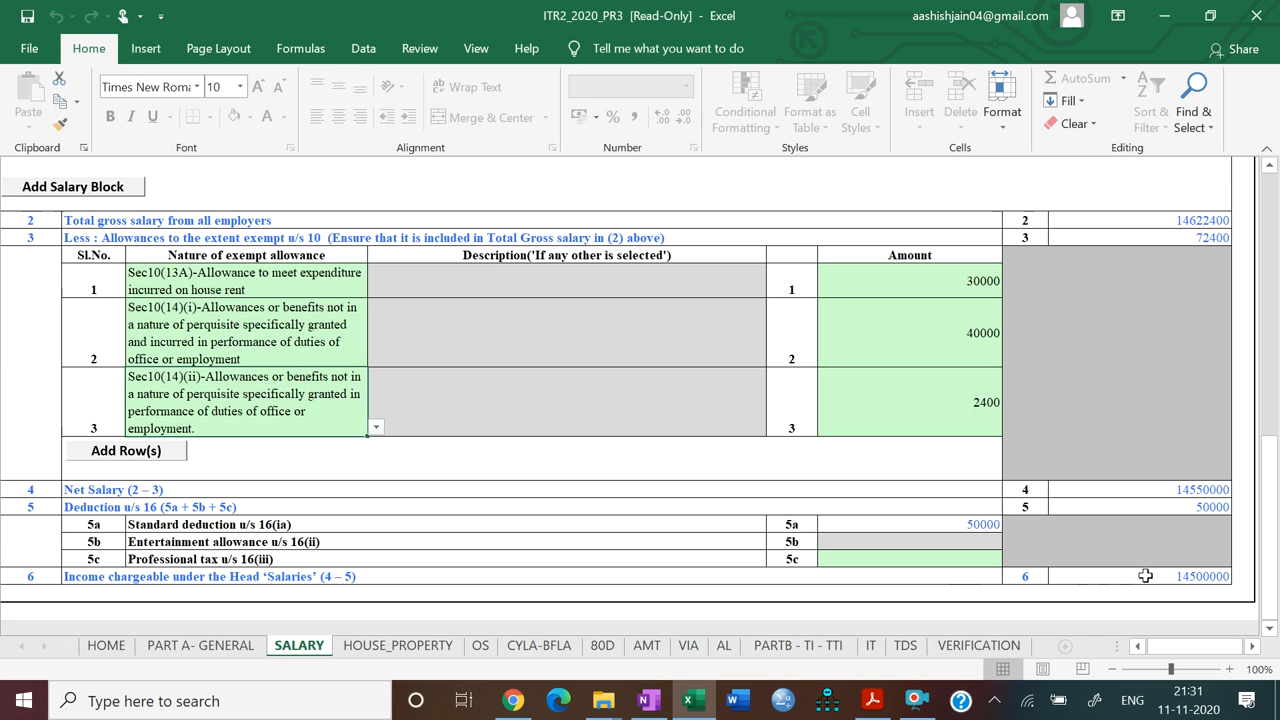 ITR2_2020_PR3 [Read-Only] - Excel
aashishjain04@gmail.com
File Home Insert Page Layout Formulas Data Review View Help Tell me what you want to do Share
Paste
Times New Roma 10
B I U
Wrap Text
Merge & Center
Conditional Formatting
Format as Table
Cell Styles
Insert
Delete
Format
AutoSum
Fill
Clear
Sort & Filter
Find & Select
Clipboard Font Alignment Number Styles Cells Editing
Add Salary Block
2 Total gross salary from all employers 2 14622400
3 Less : Allowances to the extent exempt u/s 10 (Ensure that it is included in Total Gross salary in (2) above) 3 72400
Sl.No. Nature of exempt allowance Description('If any other is selected') Amount
Sec10(13A)-Allowance to meet expenditure
1 incurred on house rent 1 30000
Sec10(14)(i)-Allowances or benefits not in
a nature of perquisite specifically granted
and incurred in performance of duties of
2 office or employment 2 40000
Sec10(14)(ii)-Allowances or benefits not in
a nature of perquisite specifically granted in
performance of duties of office or
3 employment. 3 2400
Add Row(s)
4 Net Salary (2 – 3) 4 14550000
5 Deduction u/s 16 (5a + 5b + 5c) 5 50000
5a Standard deduction u/s 16(ia) 5a 50000
5b Entertainment allowance u/s 16(ii) 5b
5c Professional tax u/s 16(iii) 5c
6 Income chargeable under the Head ‘Salaries’ (4 – 5) 6 14500000
HOME PART A- GENERAL SALARY HOUSE_PROPERTY OS CYLA-BFLA 80D AMT VIA AL PARTB - TI - TTI IT TDS VERIFICATION
100%
Type here to search
ENG
21:31
11-11-2020